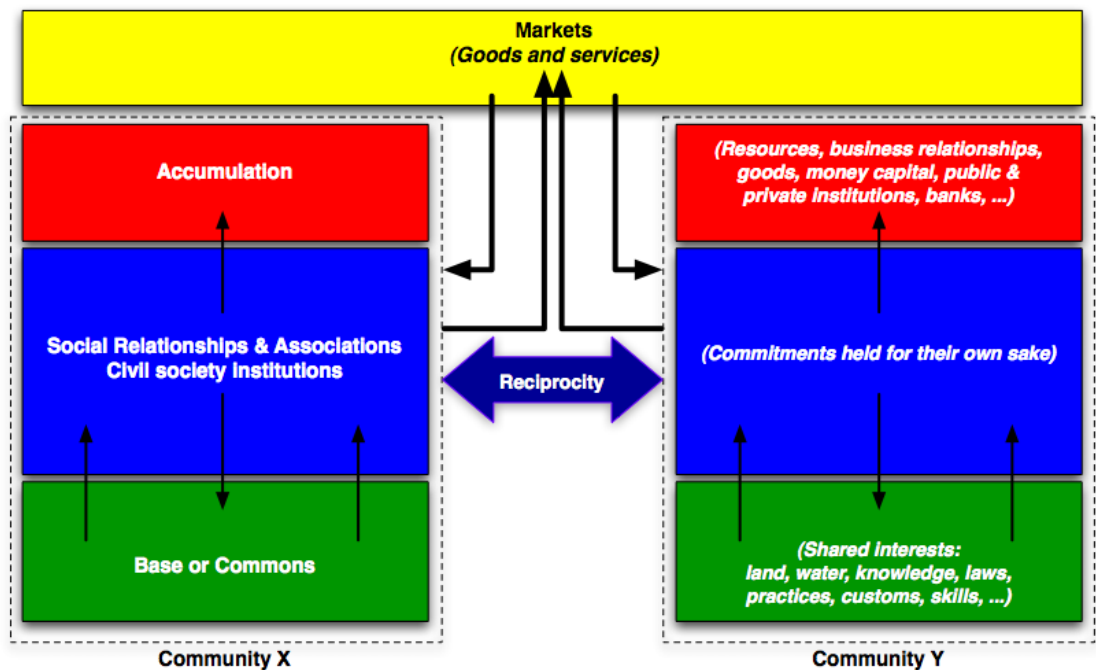 Markets
(Goods and services)
Accumulation
(Resources, business relationships,
goods, money capital, public &
private institutions, banks, ...)
Social Relationships & Associations
Civil society Institutions
Reciprocity
(Commitments held for their own sake)
Base or Commons
(Shared interests:
land, water, knowledge, laws,
practices, customs, skills, ...)
Community X
Community Y